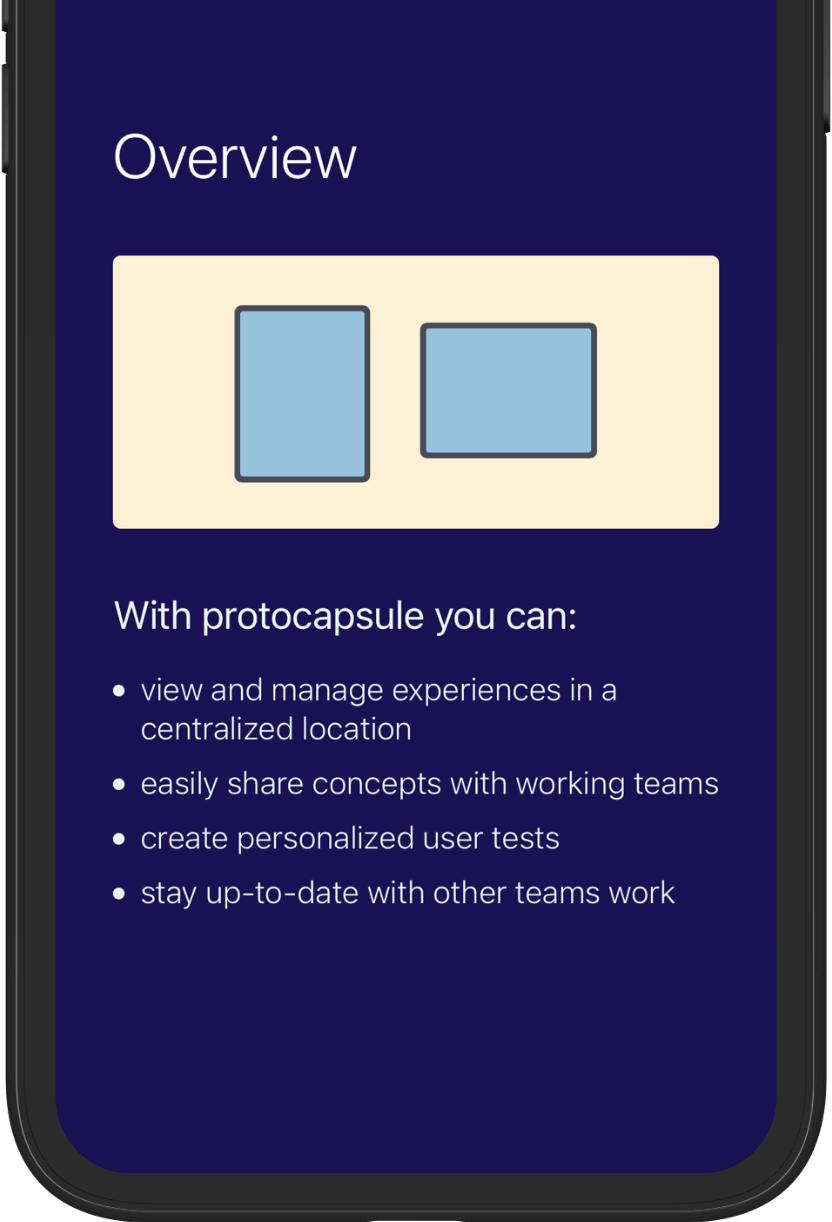 Overview
With protocapsule you can:
• view and manage experiences in a
centralized location
• easily share concepts with working teams
• create personalized user tests
• stay up-to-date with other teams work